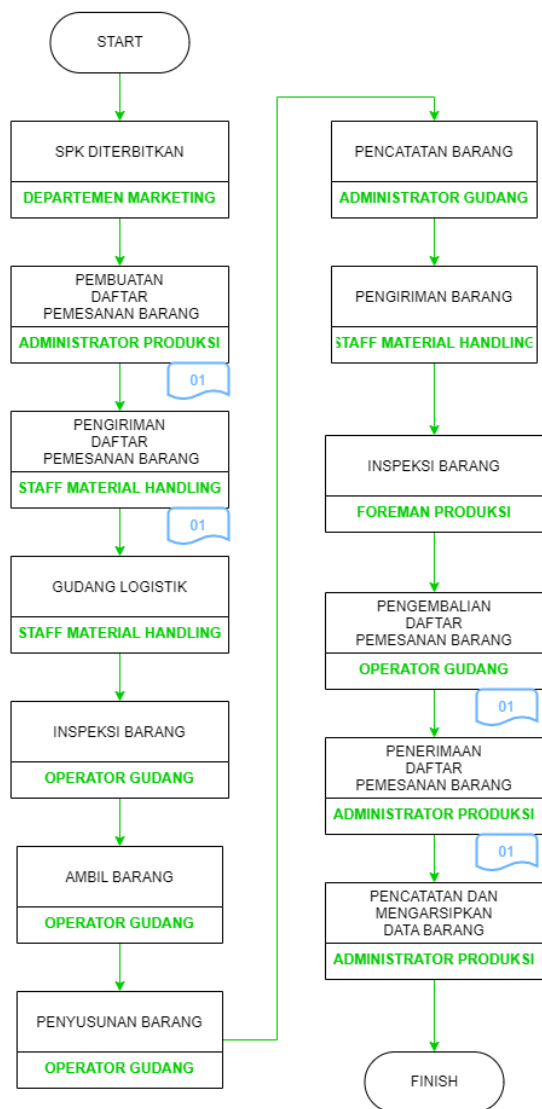 START
SPK DITERBITKAN
DEPARTEMEN MARKETING
PEMBUATAN
DAFTAR
PEMESANAN BARANG
ADMINISTRATOR PRODUKSI
01
PENGIRIMAN
DAFTAR
PEMESANAN BARANG
STAFF MATERIAL HANDLING
01
GUDANG LOGISTIK
STAFF MATERIAL HANDLING
INSPEKSI BARANG
OPERATOR GUDANG
AMBIL BARANG
OPERATOR GUDANG
PENYUSUNAN BARANG
OPERATOR GUDANG
PENCATATAN BARANG
ADMINISTRATOR GUDANG
PENGIRIMAN BARANG
STAFF MATERIAL HANDLING
INSPEKSI BARANG
FOREMAN PRODUKSI
PENGEMBALIAN
DAFTAR
PEMESANAN BARANG
OPERATOR GUDANG
01
PENERIMAAN
DAFTAR
PEMESANAN BARANG
ADMINISTRATOR PRODUKSI
01
PENCATATAN DAN
MENGARSIPKAN
DATA BARANG
ADMINISTRATOR PRODUKSI
FINISH